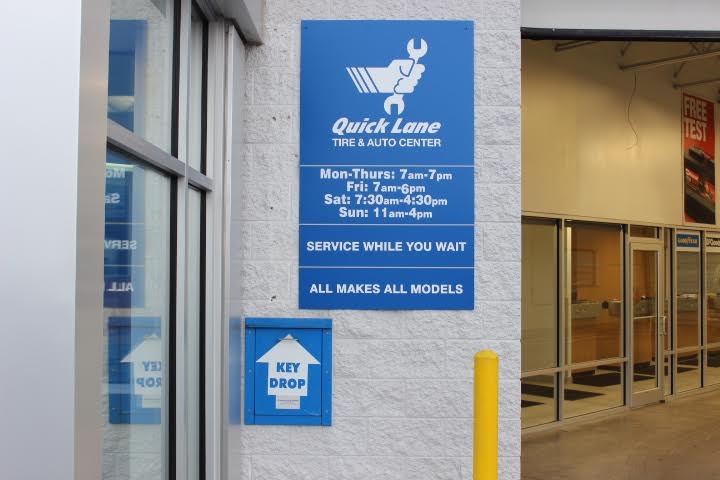 Quick Lane
TIRE & AUTO CENTER
Mon-Thurs: 7am-7pm
Fri: 7am-6pm
Sat: 7:30am-4:30pm
Sun: 11am-4pm
SERVICE WHILE YOU WAIT
ALL MAKES ALL MODELS
KEY
DROP
FREE
TEST
GOODYEAR